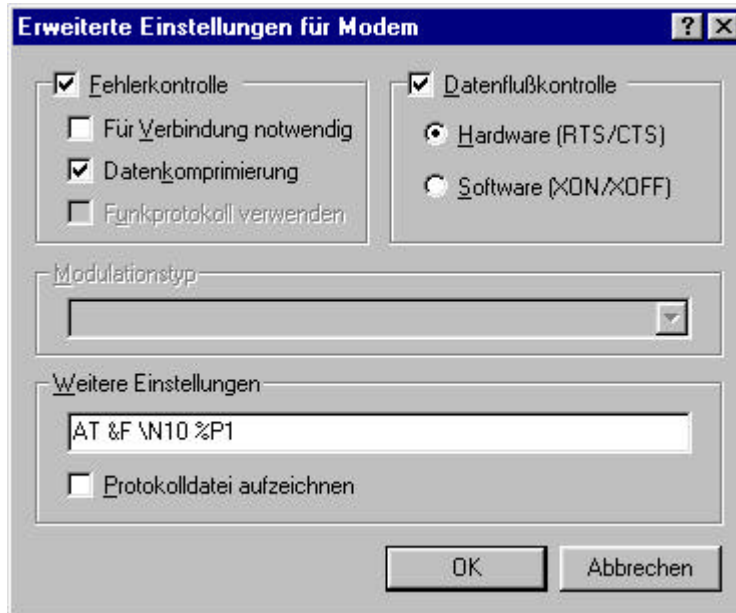 Erweiterte Einstellungen für Modem
Fehlerkontrolle
Für Verbindung notwendig
Datenkomprimierung
Funkprotokoll verwenden
Datenflußkontrolle
Hardware (RTS/CTS)
Software (XON/XOFF)
Modulationstyp
Weitere Einstellungen
AT &F \N10 %P1
Protokolldatei aufzeichnen
OK
Abbrechen